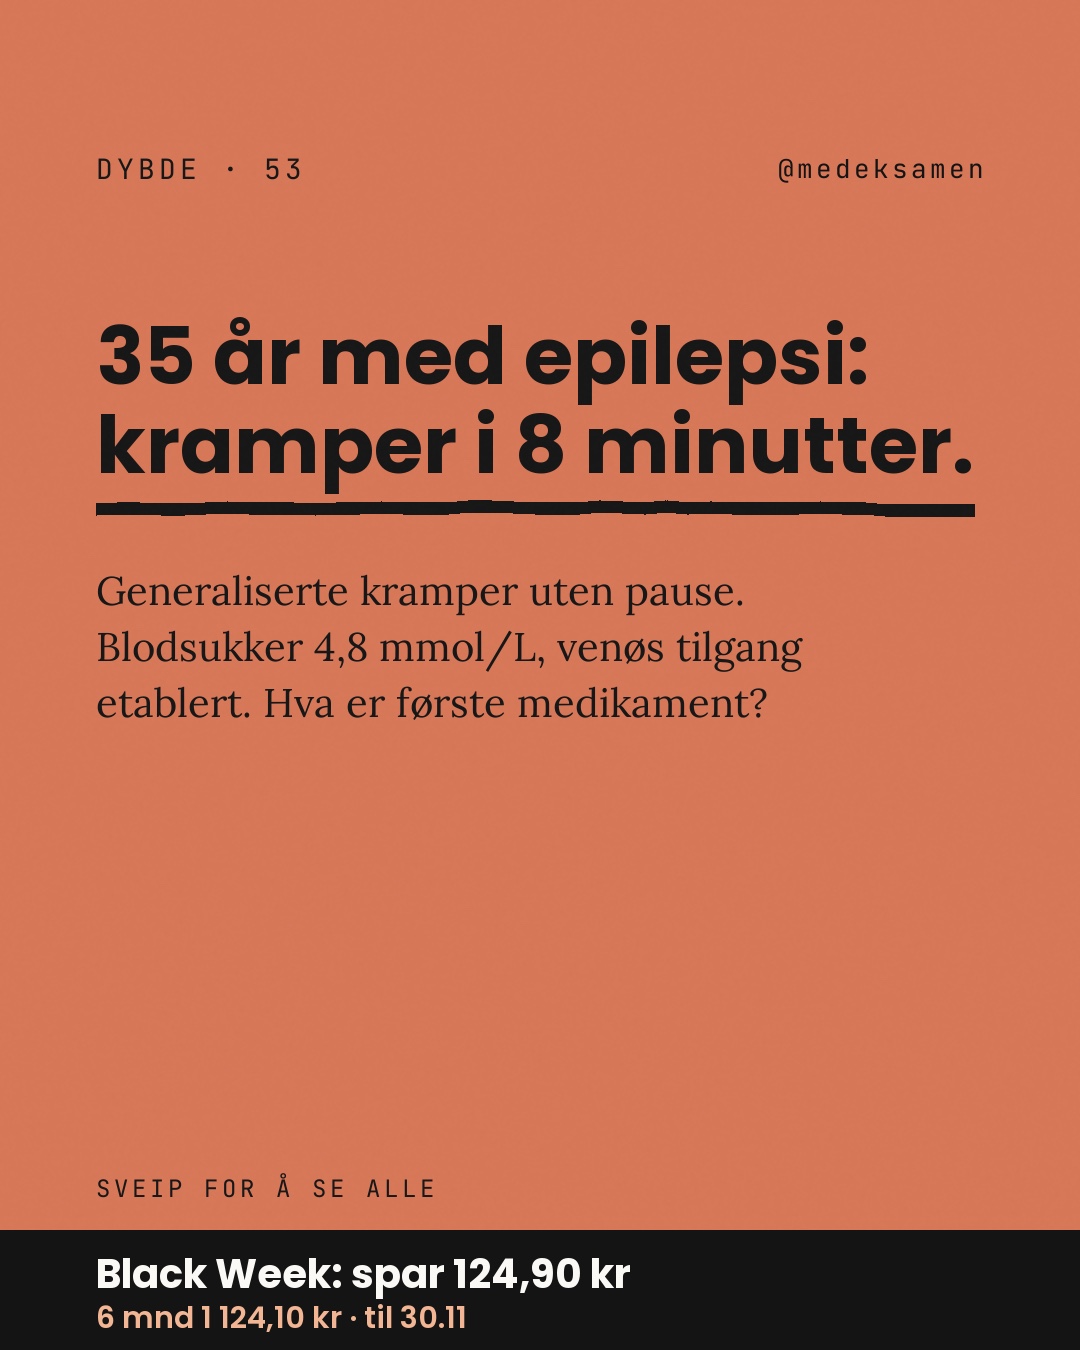 DYBDE · 53
@medeksamen
35 år med epilepsi:
kramper i 8 minutter.
Generaliserte kramper uten pause.
Blodsukker 4,8 mmol/L, venøs tilgang
etablert. Hva er første medikament?
SVEIP FOR Å SE ALLE
Black Week: spar 124,90 kr
6 mnd 1 124,10 kr · til 30.11